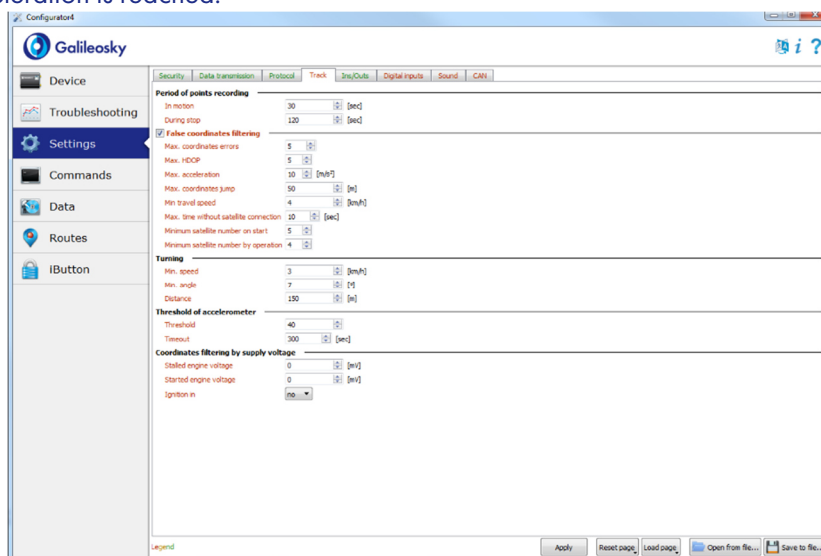 celeration is reached.
Configurator4
Galileosky
Device
Troubleshooting
Settings
Commands
Data
Routes
iButton
Security Data transmission Protocol Track Ins/Outs Digital inputs Sound CAN
Period of points recording
In motion 30 [sec]
During stop 120 [sec]
False coordinates filtering
Max. coordinates errors 5
Max. HDOP 5
Max. acceleration 10 [m/s²]
Max. coordinates jump 50 [m]
Min travel speed 4 [km/h]
Max. time without satellite connection 10 [sec]
Minimum satellite number on start 5
Minimum satellite number by operation 4
Turning
Min. speed 3 [km/h]
Min. angle 7 [°]
Distance 150 [m]
Threshold of accelerometer
Threshold 40
Timeout 300 [sec]
Coordinates filtering by supply voltage
Stalled engine voltage 0 [mV]
Started engine voltage 0 [mV]
Ignition in no
Legend Apply Reset page Load page Open from file... Save to file...